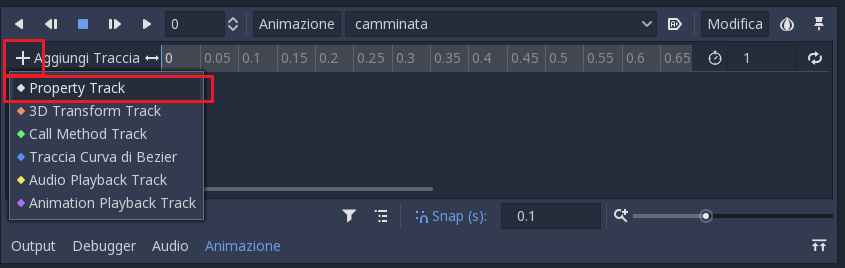 0 Animazione camminata Modifica
Aggiungi Traccia 0 0.05 0.1 0.15 0.2 0.25 0.3 0.35 0.4 0.45 0.5 0.55 0.6 0.65 1
Property Track
3D Transform Track
Call Method Track
Traccia Curva di Bezier
Audio Playback Track
Animation Playback Track
Snap (s): 0.1
Output Debugger Audio Animazione